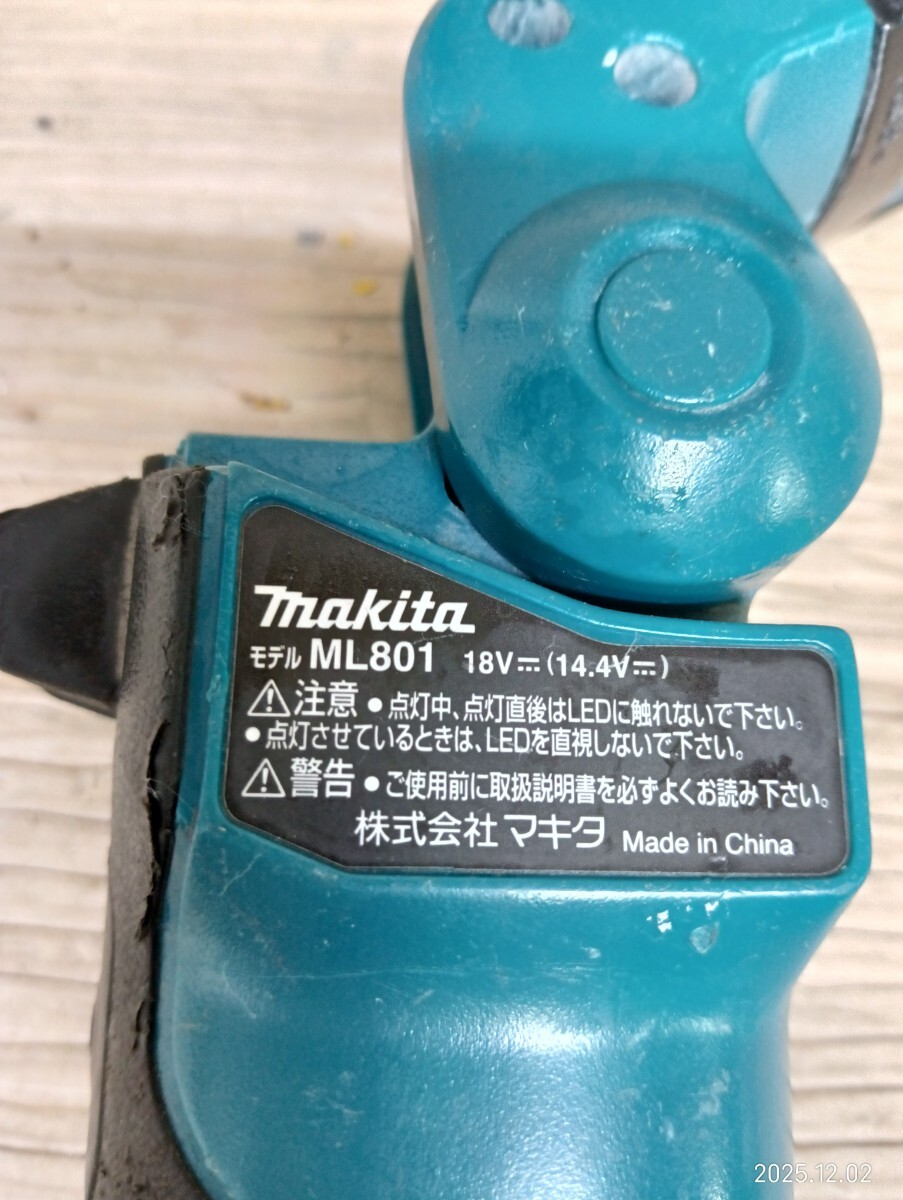 makita
モデル ML801 18V⎓(14.4V⎓)
⚠注意 ●点灯中、点灯直後はLEDに触れないで下さい。
●点灯させているときは、LEDを直視しないで下さい。
⚠警告 ●ご使用前に取扱説明書を必ずよくお読み下さい。
株式会社マキタ Made in China
2025.12.02